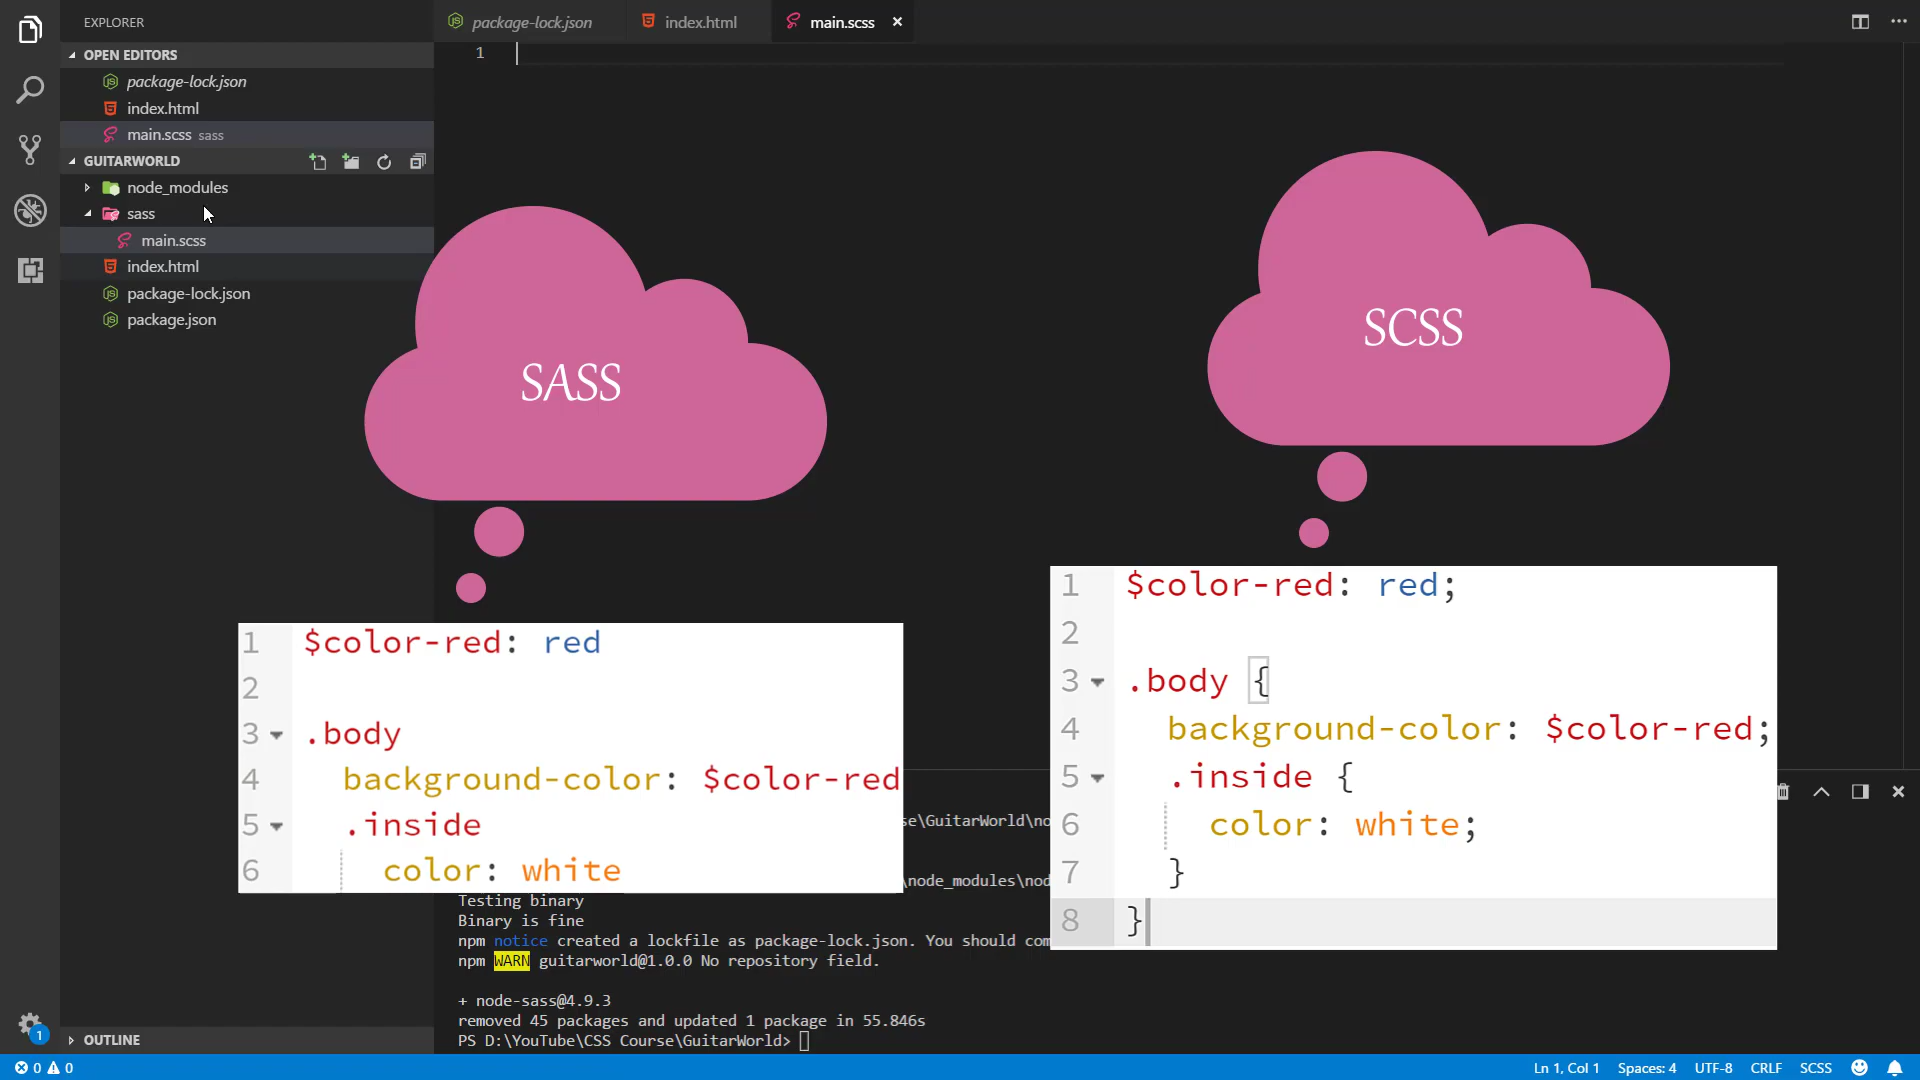 EXPLORER
OPEN EDITORS
package-lock.json
index.html
main.scss sass
GUITARWORLD
node_modules
sass
main.scss
index.html
package-lock.json
package.json
OUTLINE
1
package-lock.json
index.html
main.scss
1
SASS
SCSS
1 $color-red: red
2
3 .body
4 background-color: $color-red
5 .inside
6 color: white
1 $color-red: red;
2
3 .body {
4 background-color: $color-red;
5 .inside {
6 color: white;
7 }
8 }
se\GuitarWorld\no
\node_modules\nod
Testing binary
Binary is fine
npm notice created a lockfile as package-lock.json. You should com
npm WARN guitarworld@1.0.0 No repository field.
+ node-sass@4.9.3
removed 45 packages and updated 1 package in 55.846s
PS D:\YouTube\CSS Course\GuitarWorld>
0 0
Ln 1, Col 1 Spaces: 4 UTF-8 CRLF SCSS